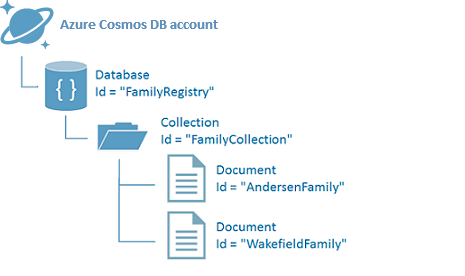 Azure Cosmos DB account
Database
{ }
Id = "FamilyRegistry"
Collection
Id = "FamilyCollection"
Document
Id = "AndersenFamily"
Document
Id = "WakefieldFamily"